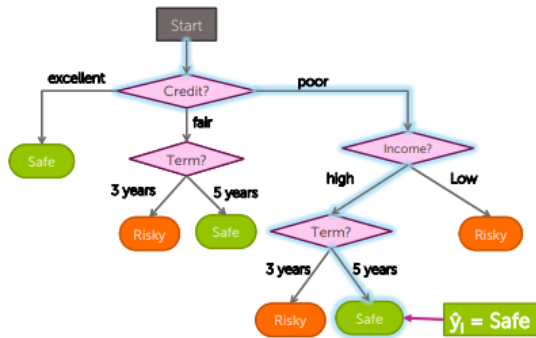 Start
excellent
Credit?
poor
fair
Safe
Term?
Income?
3 years
5 years
high
Low
Risky
Safe
Term?
Risky
3 years
5 years
Risky
Safe
ŷᵢ = Safe